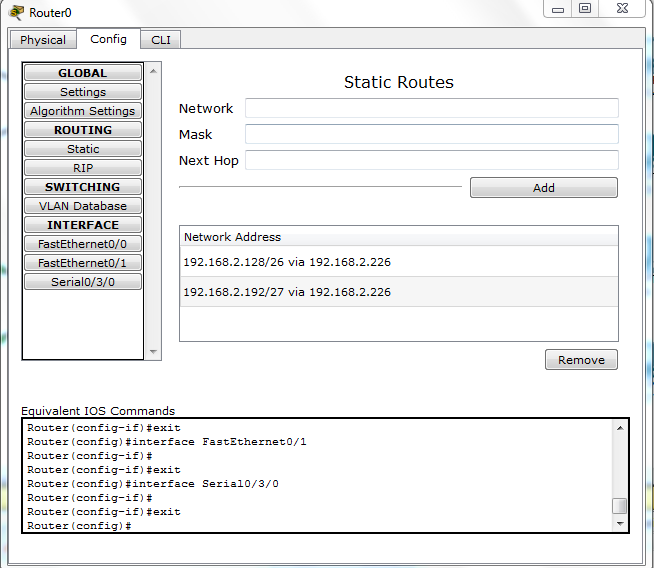 Router0
Physical Config CLI
GLOBAL
Settings
Algorithm Settings
ROUTING
Static
RIP
SWITCHING
VLAN Database
INTERFACE
FastEthernet0/0
FastEthernet0/1
Serial0/3/0
Static Routes
Network
Mask
Next Hop
Add
Network Address
192.168.2.128/26 via 192.168.2.226
192.168.2.192/27 via 192.168.2.226
Remove
Equivalent IOS Commands
Router(config-if)#exit
Router(config)#interface FastEthernet0/1
Router(config-if)#
Router(config-if)#exit
Router(config)#interface Serial0/3/0
Router(config-if)#
Router(config-if)#exit
Router(config)#